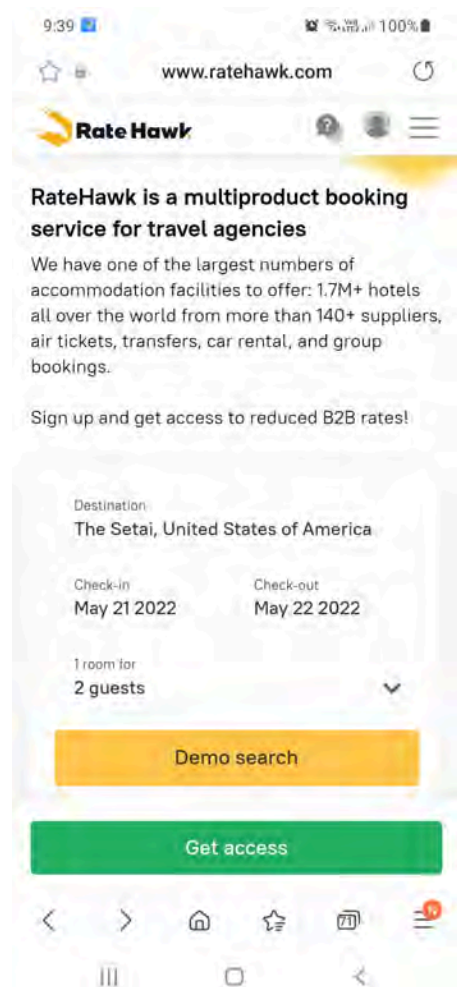 9:39
100%
www.ratehawk.com
Rate Hawk
RateHawk is a multiproduct booking
service for travel agencies
We have one of the largest numbers of
accommodation facilities to offer: 1.7M+ hotels
all over the world from more than 140+ suppliers,
air tickets, transfers, car rental, and group
bookings.
Sign up and get access to reduced B2B rates!
Destination
The Setai, United States of America
Check-in Check-out
May 21 2022 May 22 2022
1 room for
2 guests
Demo search
Get access
71 N